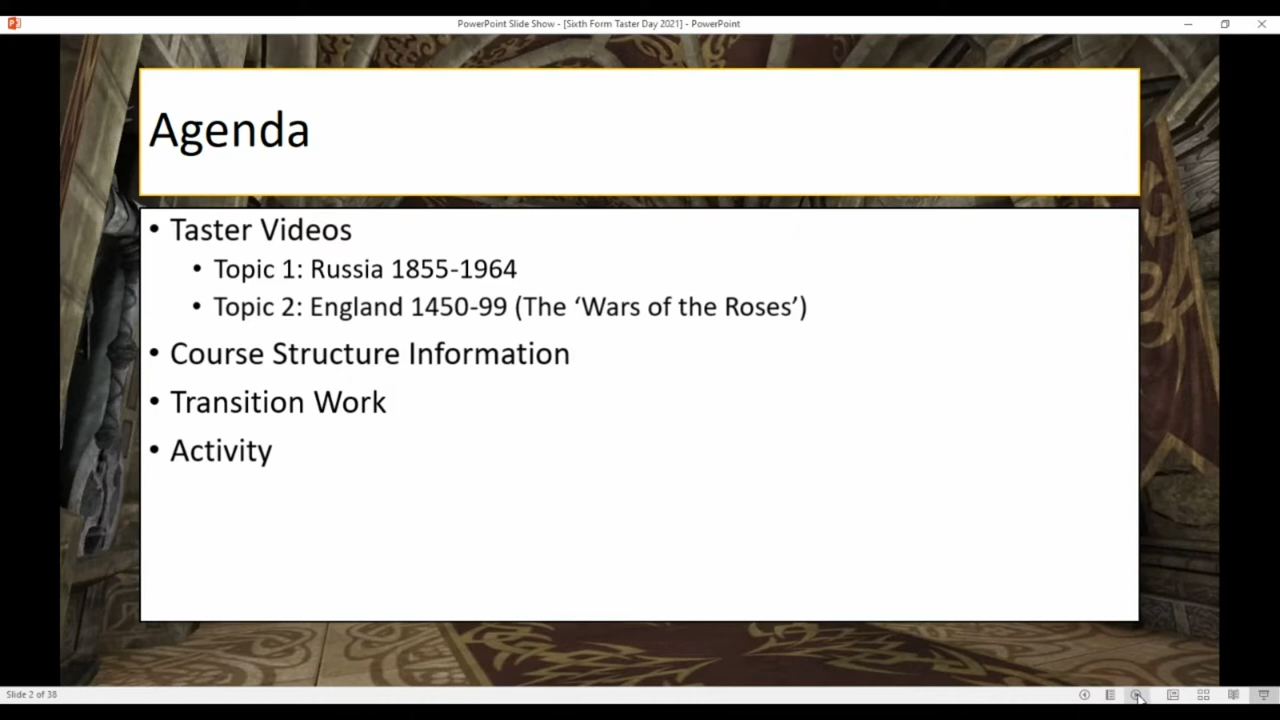 PowerPoint Slide Show - [Sixth Form Taster Day 2021] - PowerPoint
Agenda
• Taster Videos
• Topic 1: Russia 1855-1964
• Topic 2: England 1450-99 (The ‘Wars of the Roses’)
• Course Structure Information
• Transition Work
• Activity
Slide 2 of 38